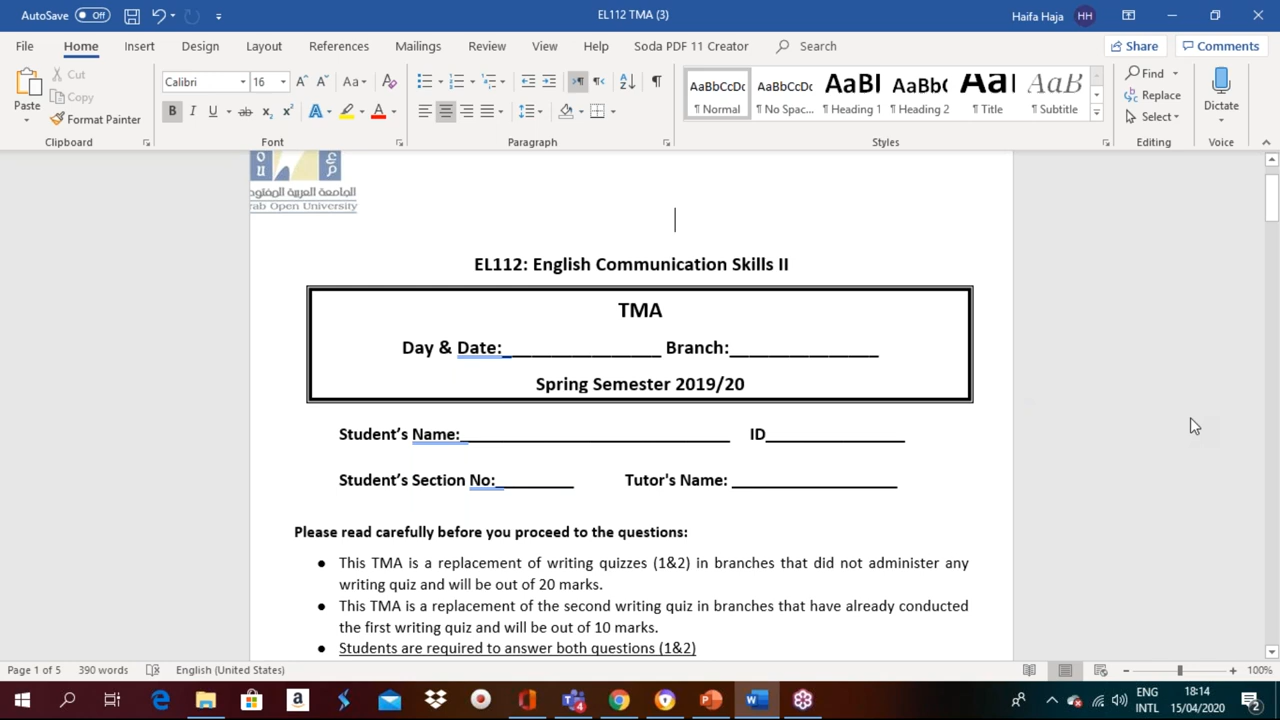 AutoSave Off EL112 TMA (3) Haifa Haja HH
File Home Insert Design Layout References Mailings Review View Help Soda PDF 11 Creator Search Share Comments
Paste Cut Copy Format Painter
Calibri 16
AaBbCcDc AaBbCcDc AaBl AaBbC AaI AaB
¶ Normal ¶ No Spac... ¶ Heading 1 ¶ Heading 2 ¶ Title ¶ Subtitle
Find Replace Select Dictate
Clipboard Font Paragraph Styles Editing Voice
الجامعة العربية المفتوحة
rab Open University
EL112: English Communication Skills II
TMA
Day & Date:_______________ Branch:_______________
Spring Semester 2019/20
Student’s Name:___________________________ ID______________
Student’s Section No:________ Tutor's Name: ________________
Please read carefully before you proceed to the questions:
● This TMA is a replacement of writing quizzes (1&2) in branches that did not administer any
writing quiz and will be out of 20 marks.
● This TMA is a replacement of the second writing quiz in branches that have already conducted
the first writing quiz and will be out of 10 marks.
● Students are required to answer both questions (1&2)
Page 1 of 5 390 words English (United States) 100%
ENG 18:14
INTL 15/04/2020